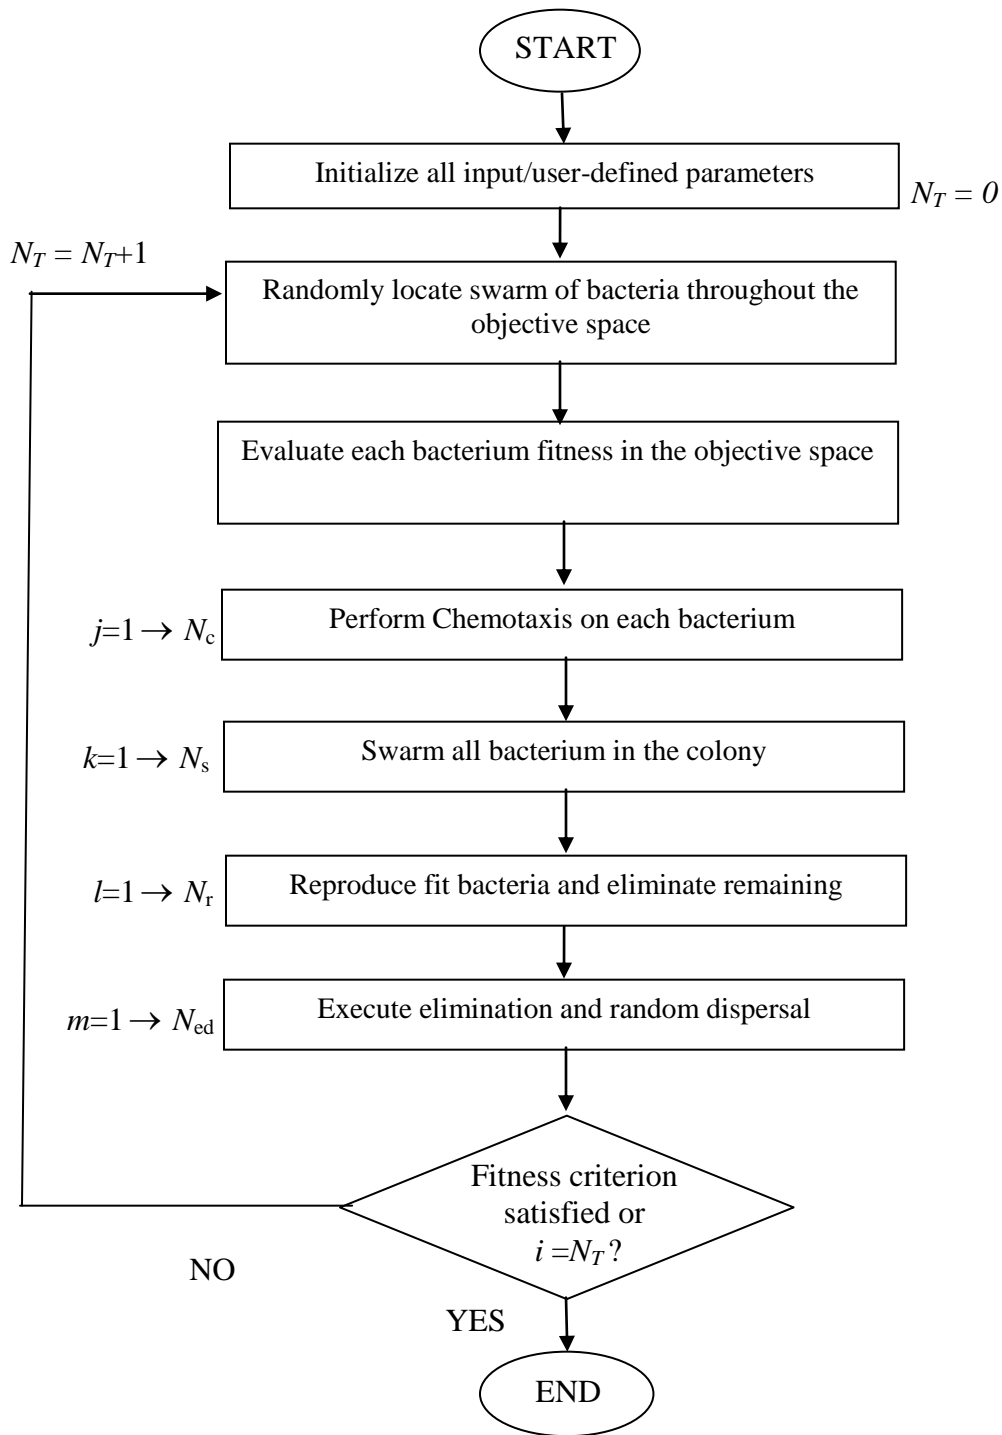 START
Initialize all input/user-defined parameters
N_T = 0
N_T = N_T+1
Randomly locate swarm of bacteria throughout the
objective space
Evaluate each bacterium fitness in the objective space
j=1 → N_c
Perform Chemotaxis on each bacterium
k=1 → N_s
Swarm all bacterium in the colony
l=1 → N_r
Reproduce fit bacteria and eliminate remaining
m=1 → N_ed
Execute elimination and random dispersal
Fitness criterion
satisfied or
i =N_T ?
NO
YES
END